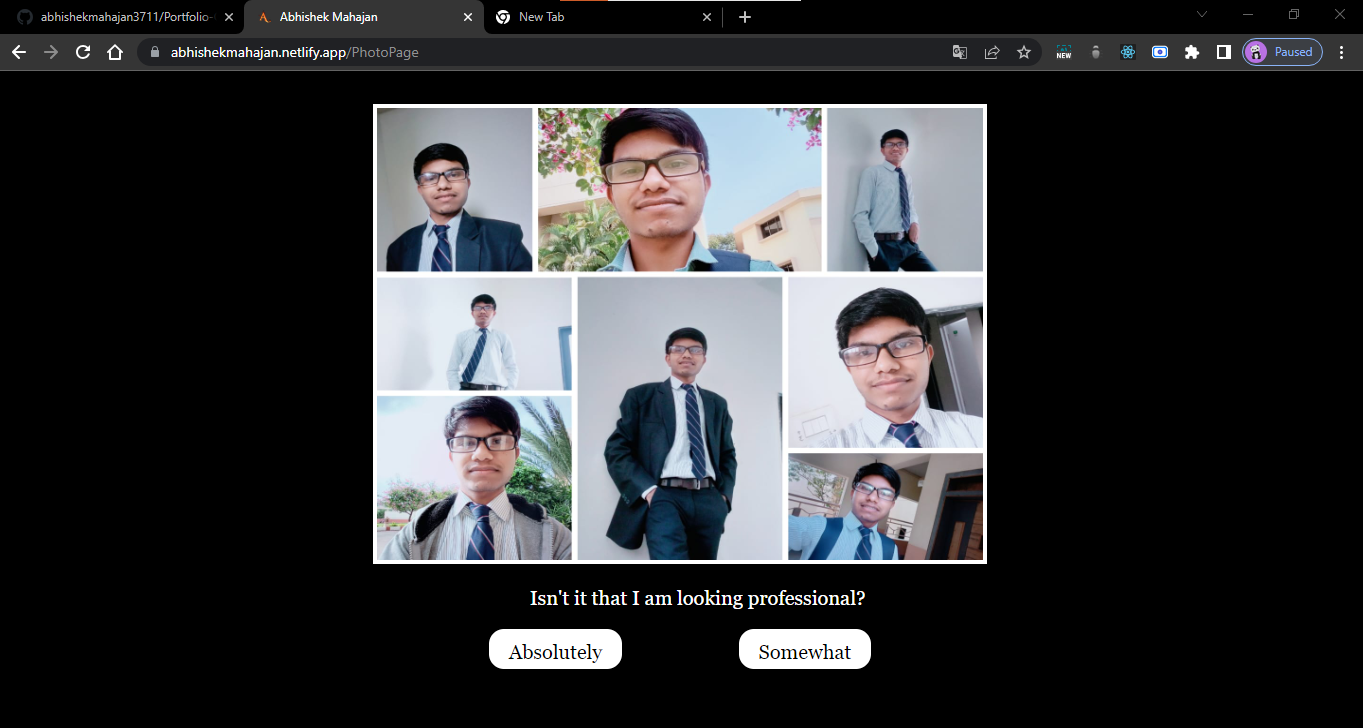 abhishekmahajan3711/Portfolio-
Abhishek Mahajan
New Tab
abhishekmahajan.netlify.app/PhotoPage
NEW
Paused
Isn't it that I am looking professional?
Absolutely
Somewhat